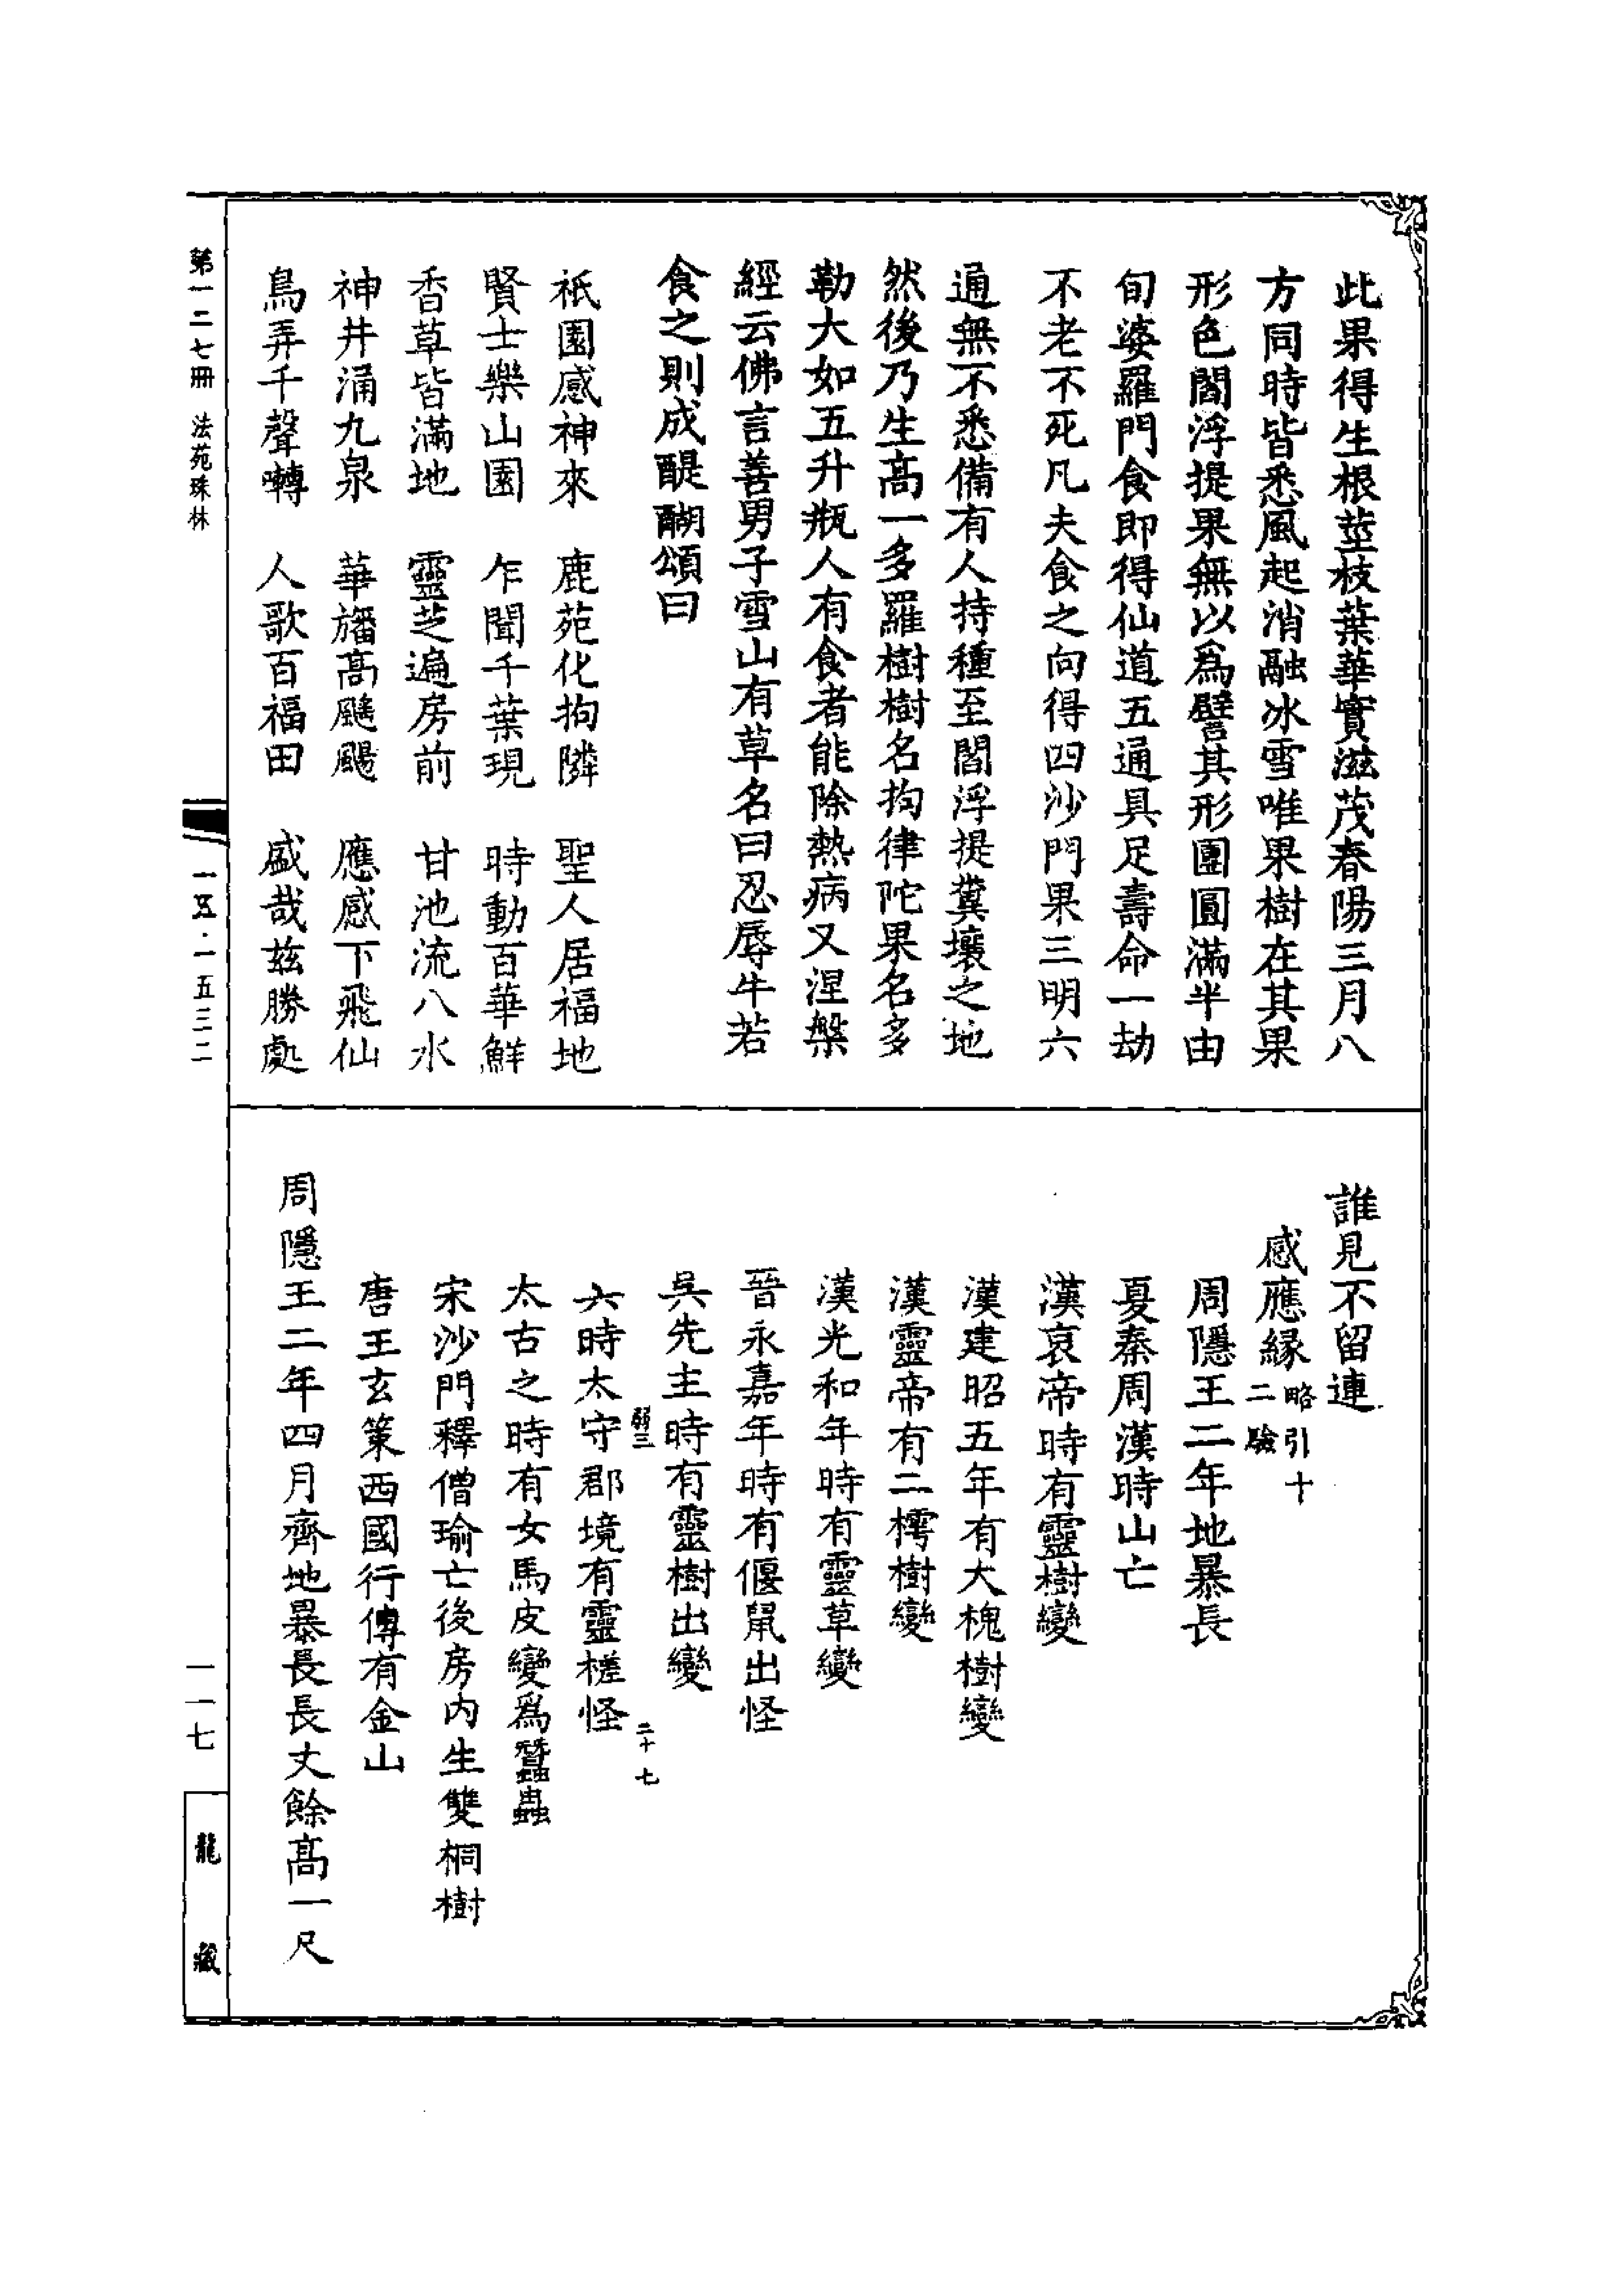 此果得生根莖枝葉華實滋茂春陽三月八
方同時皆悉風起消融冰雪唯果樹在其果
形色閻浮提果無以為譬其形團圓滿半由
旬婆羅門食即得仙道五通具足壽命一劫
不老不死凡夫食之向得四沙門果三明六
通無不悉備有人持種至閻浮提糞壤之地
然後乃生高一多羅樹樹名拘律陀果名多
勒大如五升瓶人有食者能除熱病又涅槃
經云佛言善男子雪山有草名曰忍辱牛若
食之則成醍醐頌曰
祇園感神來　鹿苑化拘隣　聖人居福地
賢士樂山園　乍聞千葉現　時動百華鮮
香草皆滿地　靈芝遍房前　甘池流八水
神井涌九泉　華旛高颺颺　應感下飛仙
鳥弄千聲囀　人歌百福田　盛哉茲勝處
誰見不留連
感應緣略引十二驗
周隱王二年地暴長
夏秦周漢時山亡
漢哀帝時有靈樹變
漢建昭五年有大槐樹變
漢靈帝有二樗樹變
漢光和年時有靈草變
晉永嘉年時有偃鼠出怪
吳先主時有靈樹出變
弱三　二十七
六時太守郡境有靈槎怪
太古之時有女馬皮變爲蠶蟲
宋沙門釋僧瑜亡後房內生雙桐樹
唐王玄策西國行傳有金山
周隱王二年四月齊地暴長長丈餘高一尺
第一二七冊　法苑珠林
一五·一五三二
一一七
龍藏